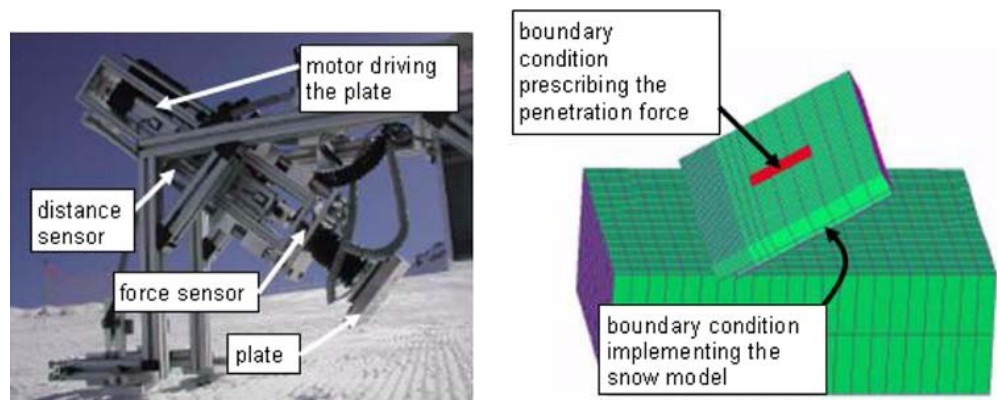 motor driving
the plate
distance
sensor
force sensor
plate
boundary
condition
prescribing the
penetration force
boundary condition
implementing the
snow model